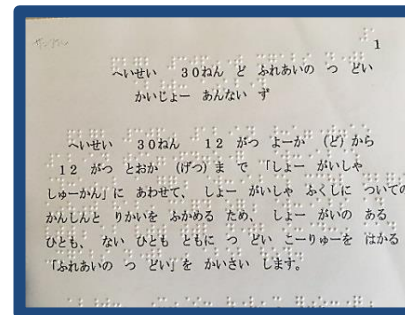 1
へいせい 30ねん ど ふれあいの つ どい
かいじょー あんない ず
へいせい 30ねん 12 がつ よーか (ど) から
12 がつ とおか (げつ) ま で 「しょー がいしゃ
しゅーかん」に あわせて、 しょー がいしゃ ふくしに ついての
かんしんと りかいを ふかめる ため、 しょー がいの ある
ひとも、 ない ひとも ともに つ どい こーりゅーを はかる
「ふれあいの つ どい」を かいさい します。